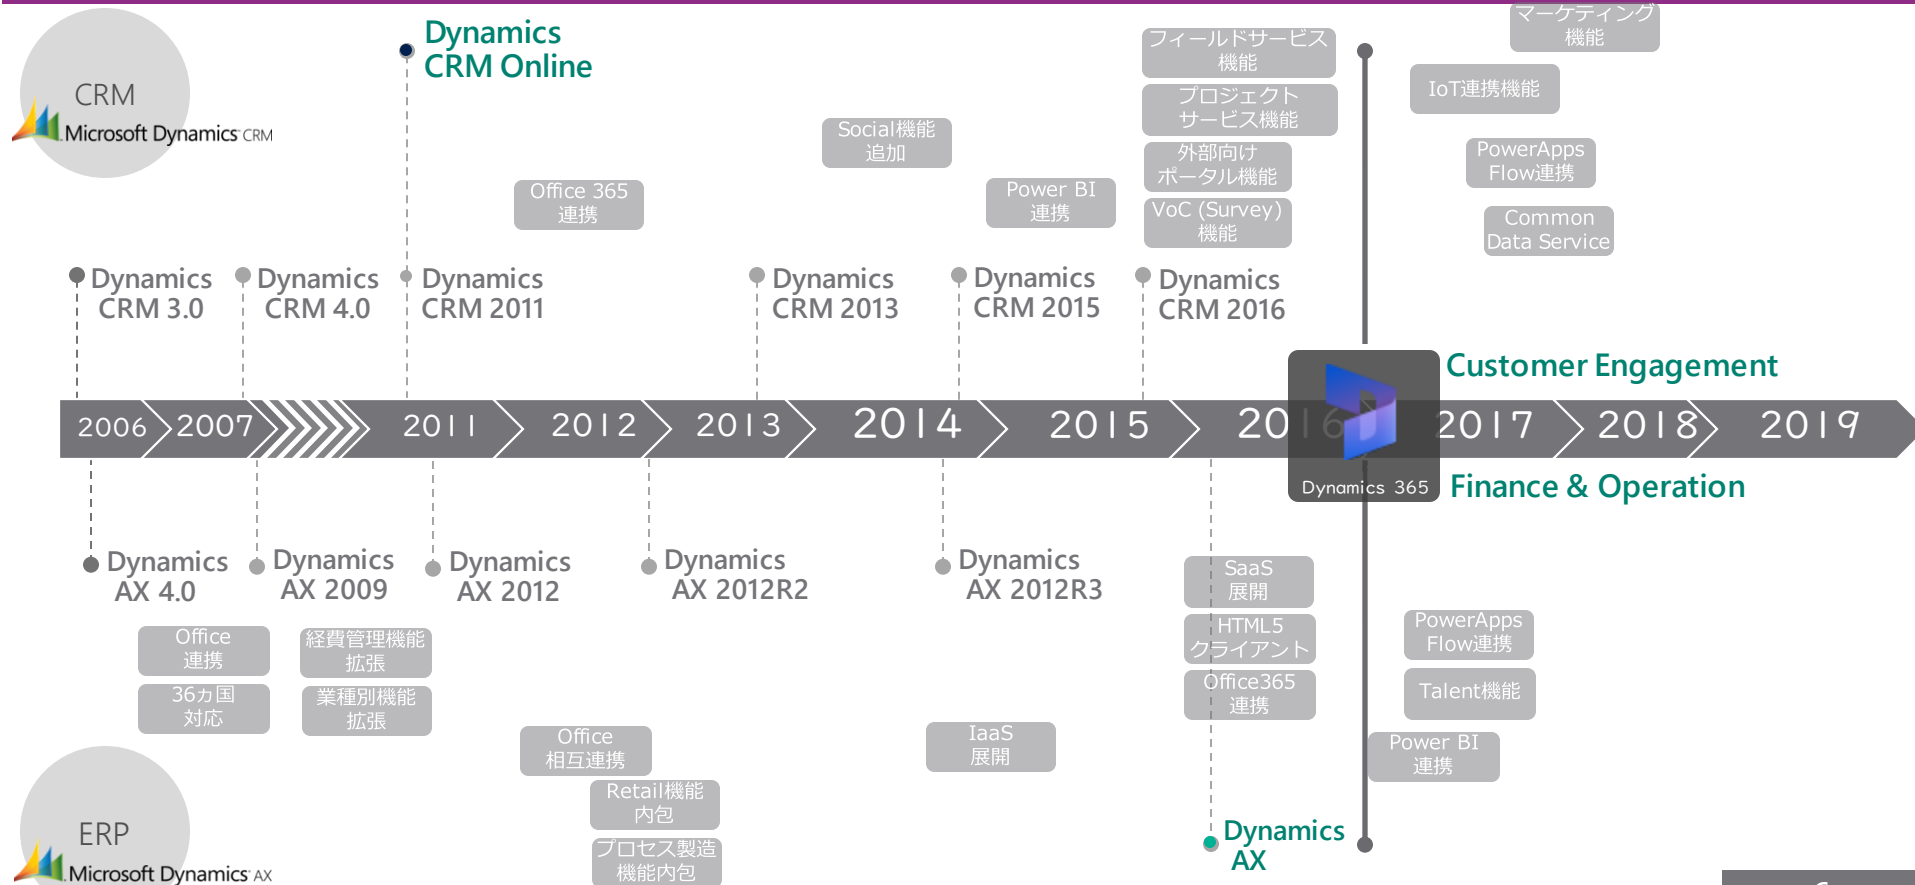 CRM
Microsoft Dynamics CRM
Dynamics
CRM Online
Office 365
連携
Social機能
追加
Power BI
連携
フィールドサービス
機能
プロジェクト
サービス機能
外部向け
ポータル機能
VoC (Survey)
機能
マーケティング
機能
IoT連携機能
PowerApps
Flow連携
Common
Data Service
Dynamics
CRM 3.0
Dynamics
CRM 4.0
Dynamics
CRM 2011
Dynamics
CRM 2013
Dynamics
CRM 2015
Dynamics
CRM 2016
Customer Engagement
2006
2007
2011
2012
2013
2014
2015
2016
2017
2018
2019
Dynamics 365
Finance & Operation
Dynamics
AX 4.0
Dynamics
AX 2009
Dynamics
AX 2012
Dynamics
AX 2012R2
Dynamics
AX 2012R3
Office
連携
36カ国
対応
経費管理機能
拡張
業種別機能
拡張
Office
相互連携
Retail機能
内包
プロセス製造
機能内包
IaaS
展開
SaaS
展開
HTML5
クライアント
Office365
連携
PowerApps
Flow連携
Talent機能
Power BI
連携
Dynamics
AX
ERP
Microsoft Dynamics AX